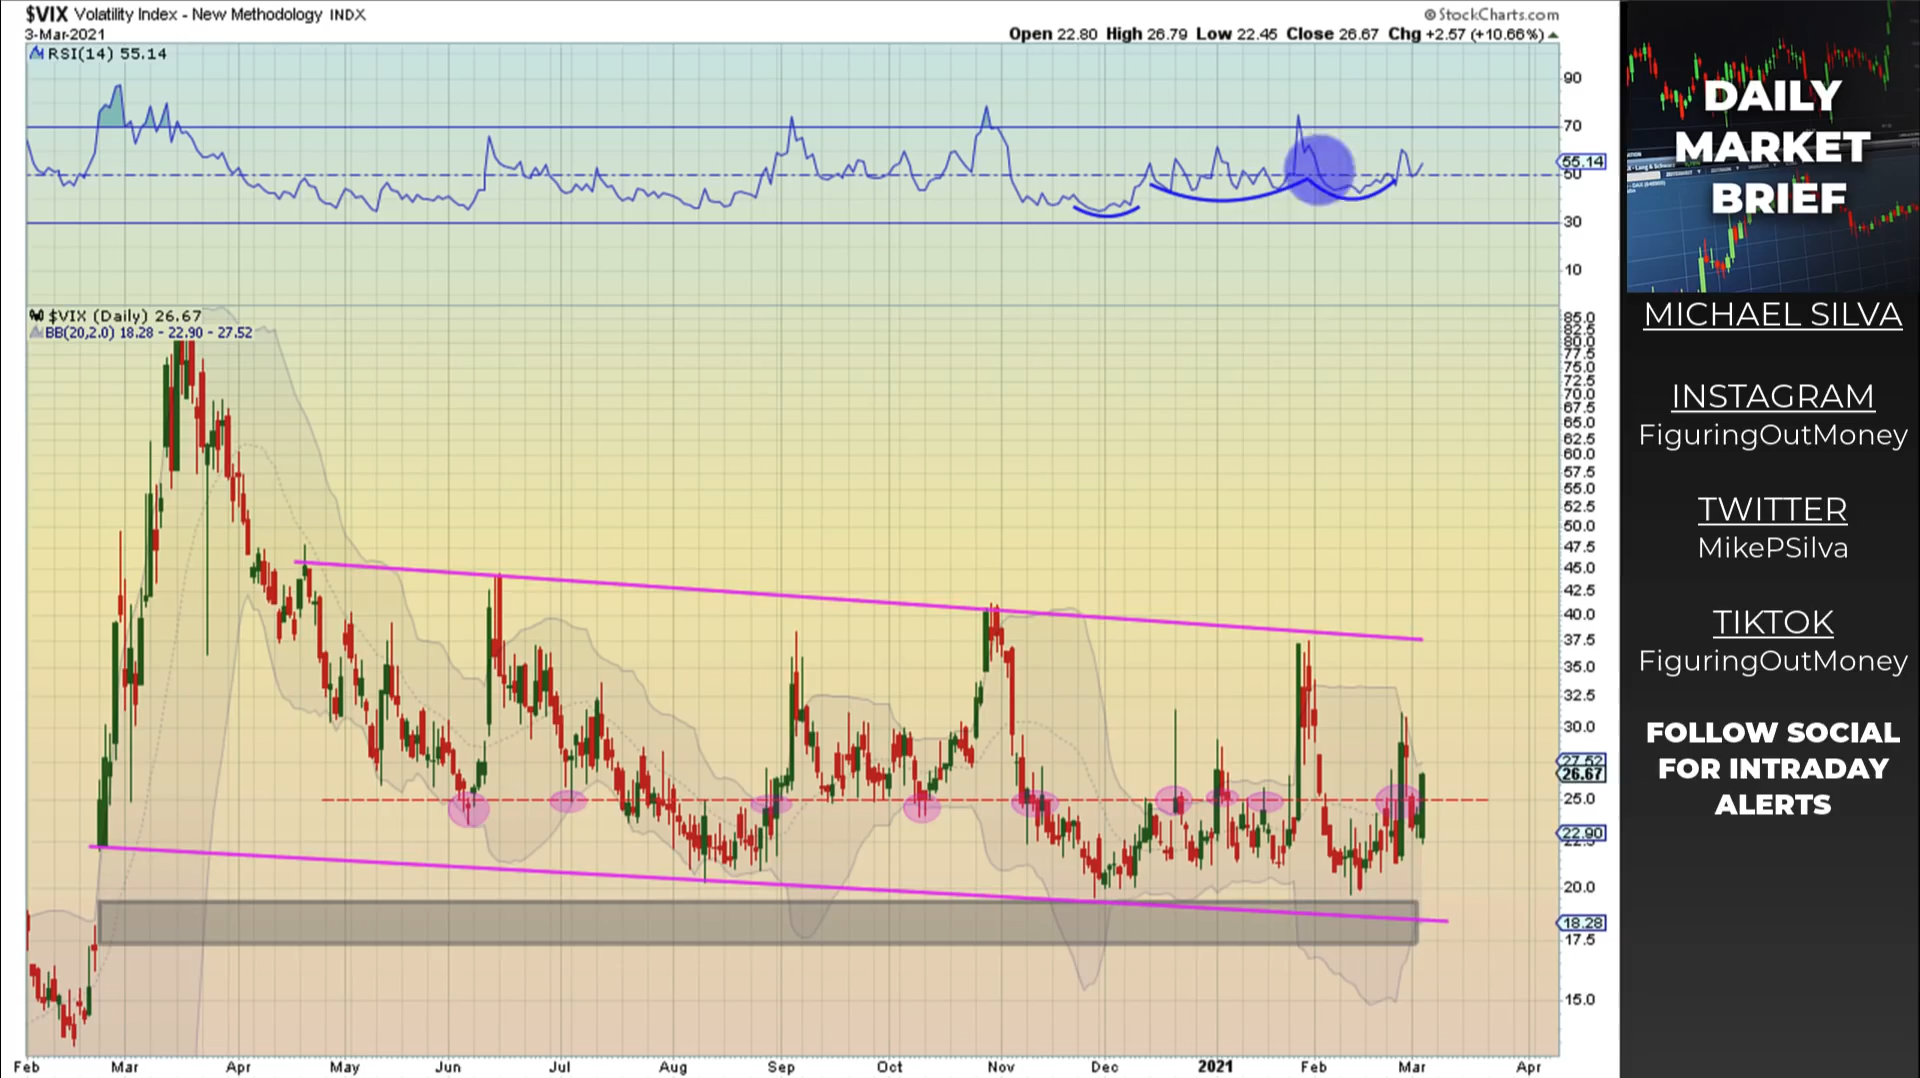 $VIX Volatility Index - New Methodology INDX
© StockCharts.com
3-Mar-2021
Open 22.80 High 26.79 Low 22.45 Close 26.67 Chg +2.57 (+10.66%)
RSI(14) 55.14
90
70
55.14
50
30
10
$VIX (Daily) 26.67
BB(20,2.0) 18.28 - 22.90 - 27.52
85.0
82.5
80.0
77.5
75.0
72.5
70.0
67.5
65.0
62.5
60.0
57.5
55.0
52.5
50.0
47.5
45.0
42.5
40.0
37.5
35.0
32.5
30.0
27.52
26.67
25.0
22.90
22.5
20.0
18.28
17.5
15.0
Feb Mar Apr May Jun Jul Aug Sep Oct Nov Dec 2021 Feb Mar Apr
DAILY
MARKET
BRIEF
MICHAEL SILVA
INSTAGRAM
FiguringOutMoney
TWITTER
MikePSilva
TIKTOK
FiguringOutMoney
FOLLOW SOCIAL
FOR INTRADAY
ALERTS